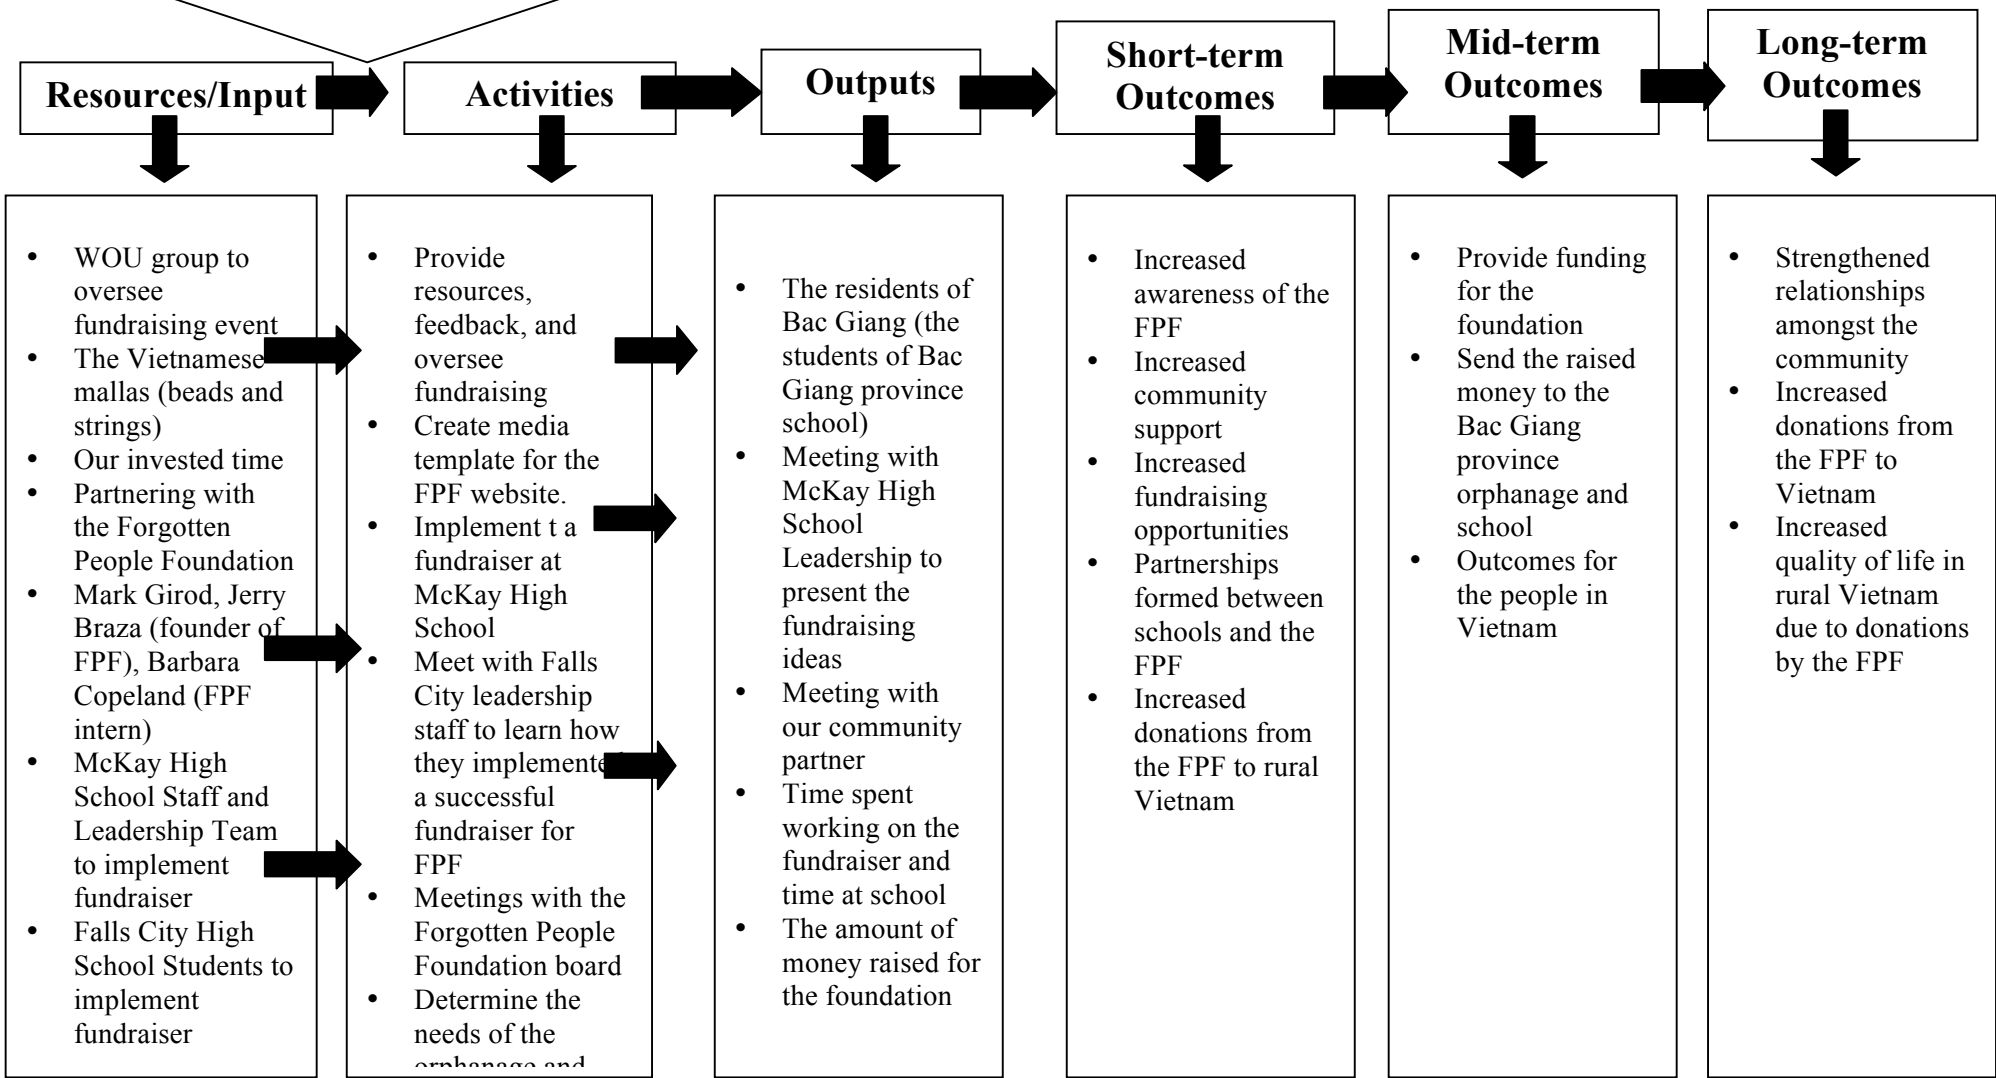 Resources/Input
Activities
Outputs
Short-term
Outcomes
Mid-term
Outcomes
Long-term
Outcomes
• WOU group to
oversee
fundraising event
• The Vietnamese
mallas (beads and
strings)
• Our invested time
• Partnering with
the Forgotten
People Foundation
• Mark Girod, Jerry
Braza (founder of
FPF), Barbara
Copeland (FPF
intern)
• McKay High
School Staff and
Leadership Team
to implement
fundraiser
• Falls City High
School Students to
implement
fundraiser
• Provide
resources,
feedback, and
oversee
fundraising
• Create media
template for the
FPF website.
• Implement t a
fundraiser at
McKay High
School
• Meet with Falls
City leadership
staff to learn how
they implemented
a successful
fundraiser for
FPF
• Meetings with the
Forgotten People
Foundation board
• Determine the
needs of the
orphanage and
• The residents of
Bac Giang (the
students of Bac
Giang province
school)
• Meeting with
McKay High
School
Leadership to
present the
fundraising
ideas
• Meeting with
our community
partner
• Time spent
working on the
fundraiser and
time at school
• The amount of
money raised for
the foundation
• Increased
awareness of the
FPF
• Increased
community
support
• Increased
fundraising
opportunities
• Partnerships
formed between
schools and the
FPF
• Increased
donations from
the FPF to rural
Vietnam
• Provide funding
for the
foundation
• Send the raised
money to the
Bac Giang
province
orphanage and
school
• Outcomes for
the people in
Vietnam
• Strengthened
relationships
amongst the
community
• Increased
donations from
the FPF to
Vietnam
• Increased
quality of life in
rural Vietnam
due to donations
by the FPF